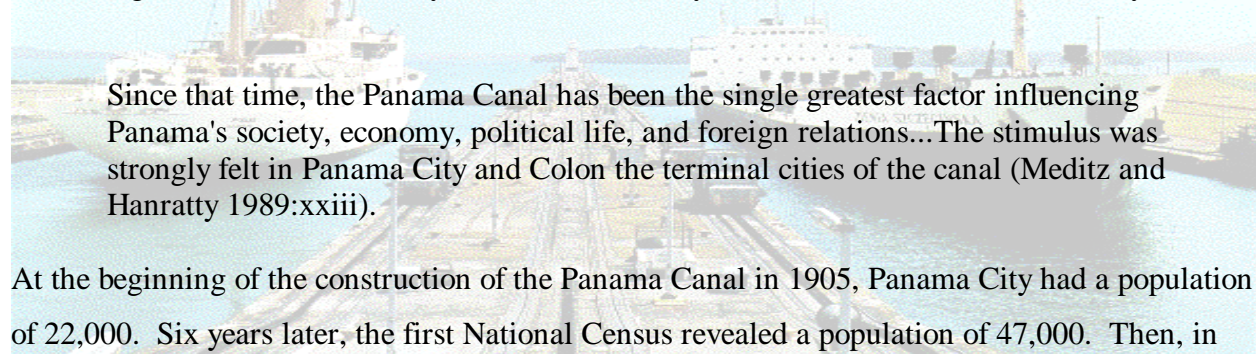 Since that time, the Panama Canal has been the single greatest factor influencing
Panama's society, economy, political life, and foreign relations...The stimulus was
strongly felt in Panama City and Colon the terminal cities of the canal (Meditz and
Hanratty 1989:xxiii).
At the beginning of the construction of the Panama Canal in 1905, Panama City had a population
of 22,000. Six years later, the first National Census revealed a population of 47,000. Then, in